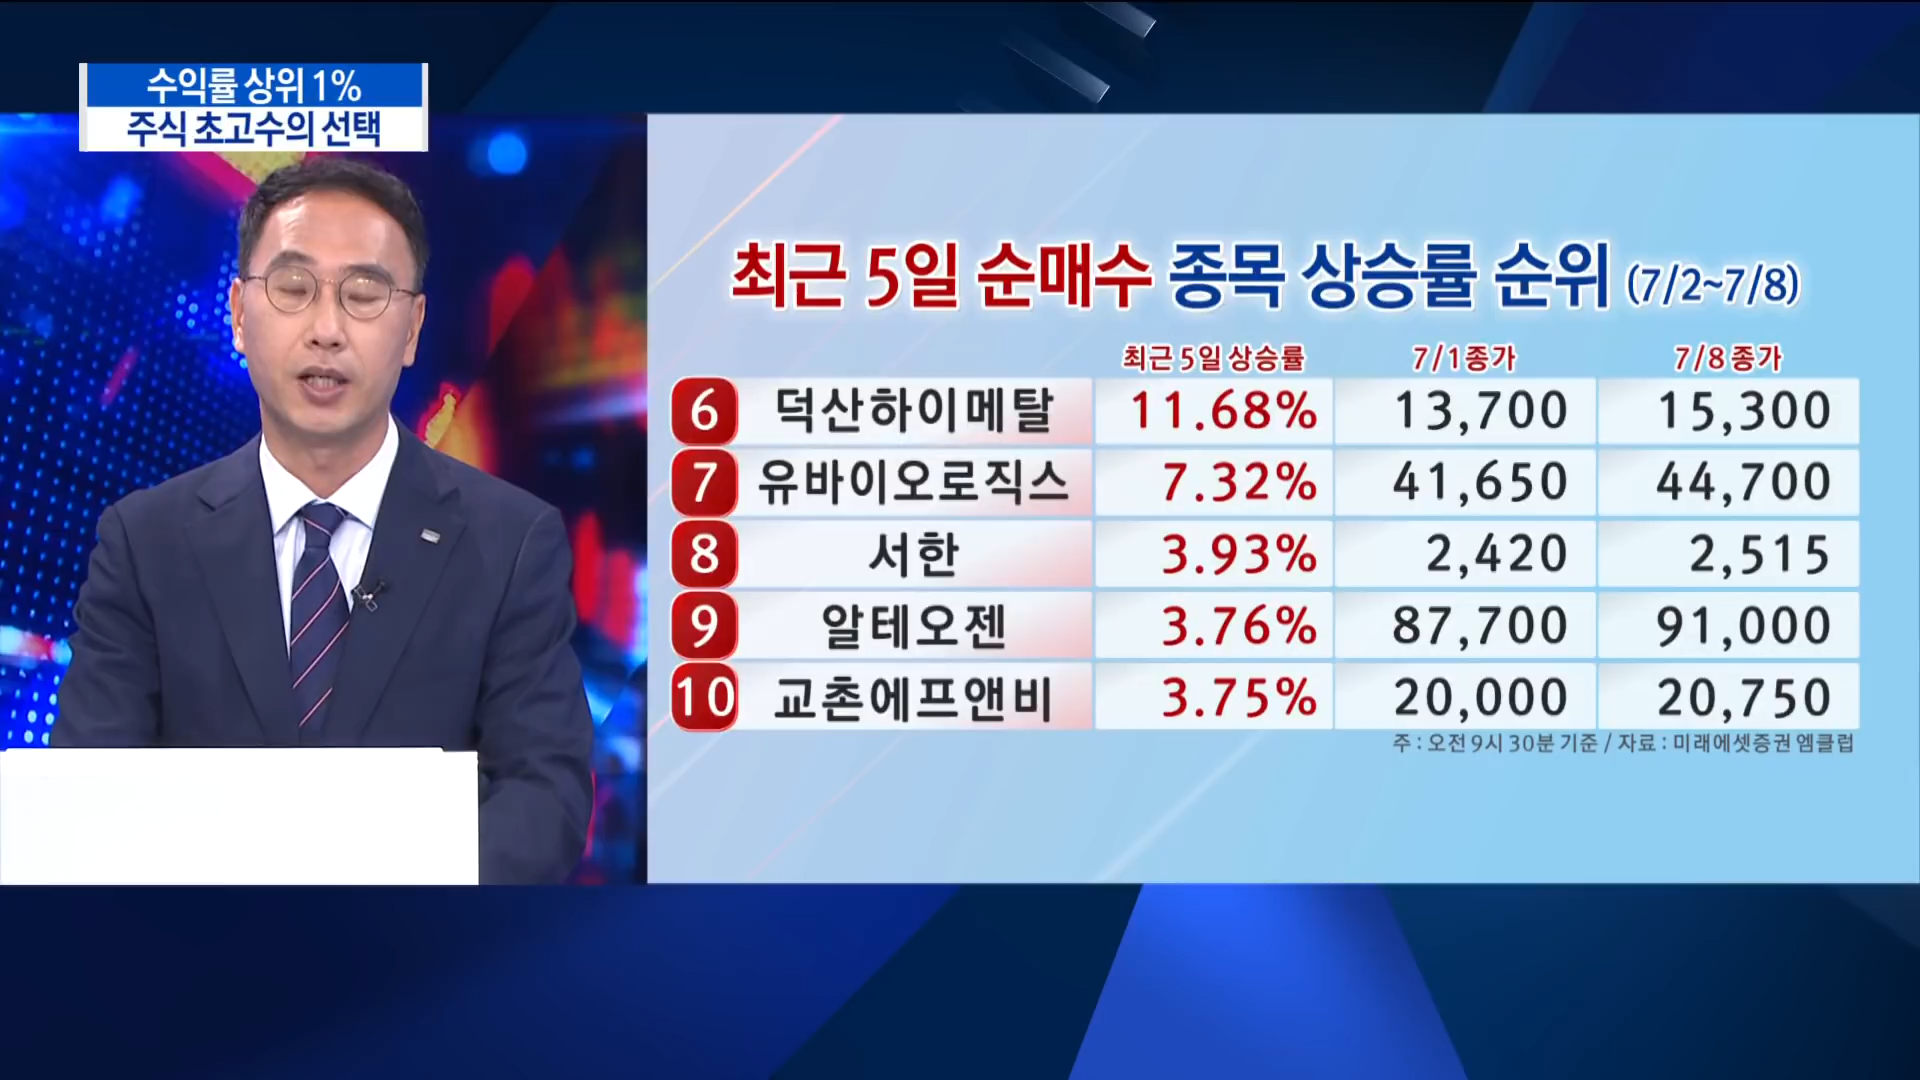 수익률 상위 1%
주식 초고수의 선택
최근 5일 순매수 종목 상승률 순위 (7/2~7/8)
최근 5일 상승률 7/1 종가 7/8 종가
6 덕산하이메탈 11.68% 13,700 15,300
7 유바이오로직스 7.32% 41,650 44,700
8 서한 3.93% 2,420 2,515
9 알테오젠 3.76% 87,700 91,000
10 교촌에프앤비 3.75% 20,000 20,750
주 : 오전 9시 30분 기준 / 자료 : 미래에셋증권 엠클럽